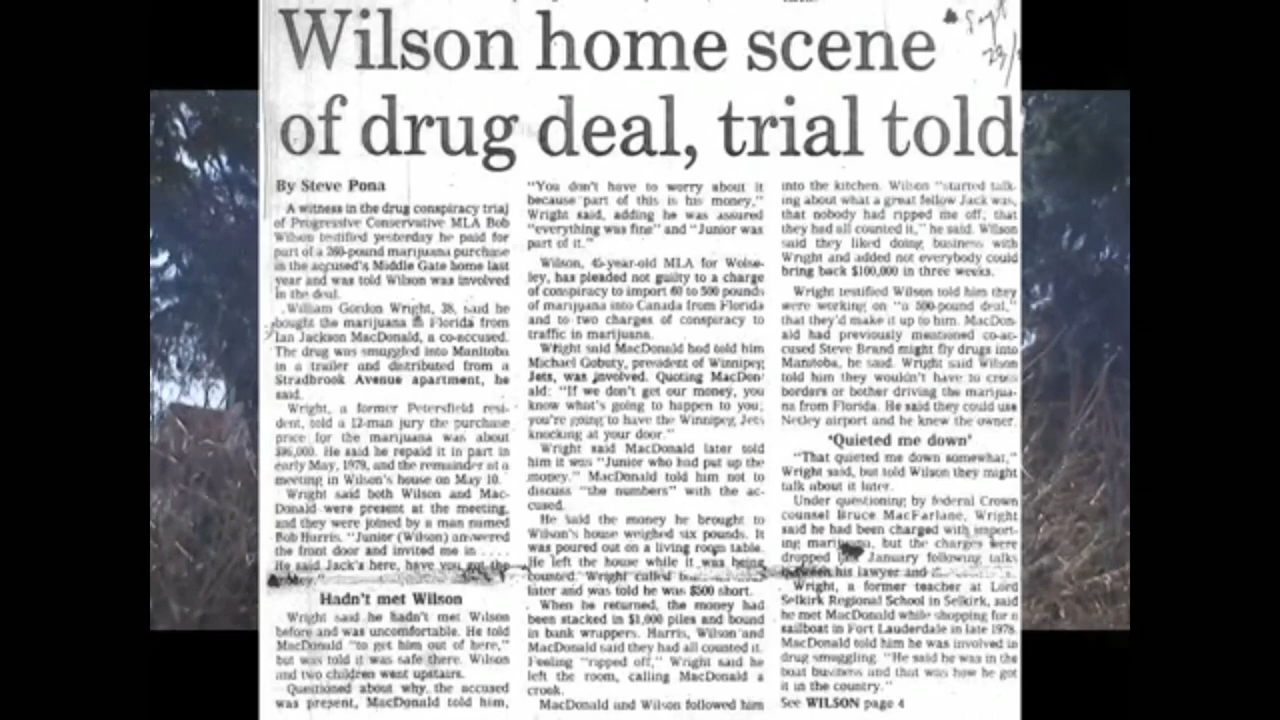 Wilson home scene
of drug deal, trial told
Sept
23/
By Steve Pona
A witness in the drug conspiracy trial
of Progressive Conservative MLA Bob
Wilson testified yesterday he paid for
part of a 260-pound marijuana purchase
in the accused's Middle Gate home last
year and was told Wilson was involved
in the deal.
William Gordon Wright, 38, said he
bought the marijuana in Florida from
Ian Jackson MacDonald, a co-accused.
The drug was smuggled into Manitoba
in a trailer and distributed from a
Stradbrook Avenue apartment, he
said.
Wright, a former Petersfield resi-
dent, told a 12-man jury the purchase
price for the marijuana was about
He said he repaid it in part in
early May, 1979, and the remainder at a
meeting in Wilson's house on May 10.
Wright said both Wilson and Mac-
Donald were present at the meeting,
and they were joined by a man named
Bob Harris. "Junior (Wilson) answered
the front door and invited me in . . . .
He said Jack's here, have you got the
Hadn't met Wilson
Wright said he hadn't met Wilson
before and was uncomfortable. He told
MacDonald "to get him out of here,"
but was told it was safe there. Wilson
and two children went upstairs.
Questioned about why the accused
was present, MacDonald told him,
"You don't have to worry about it
because part of this is his money,"
Wright said, adding he was assured
"everything was fine" and "Junior was
part of it."
Wilson, 45-year-old MLA for Wolse-
ley, has pleaded not guilty to a charge
of conspiracy to import 60 to 500 pounds
of marijuana into Canada from Florida
and to two charges of conspiracy to
traffic in marijuana.
Wright said MacDonald had told him
Michael Gobuty, president of Winnipeg
Jets, was involved. Quoting MacDon-
ald: "If we don't get our money, you
know what's going to happen to you;
you're going to have the Winnipeg Jets
knocking at your door."
Wright said MacDonald later told
him it was "Junior who had put up the
money." MacDonald told him not to
discuss "the numbers" with the ac-
cused.
He said the money he brought to
Wilson's house weighed six pounds. It
was poured out on a living room table.
He left the house while it was being
counted. Wright called
later and was told he was $500 short.
When he returned, the money had
been stacked in $1,000 piles and bound
in bank wrappers. Harris, Wilson and
MacDonald said they had all counted it.
Feeling "ripped off," Wright said he
left the room, calling MacDonald a
crook.
MacDonald and Wilson followed him
into the kitchen. Wilson "started talk-
ing about what a great fellow Jack was,
that nobody had ripped me off, that
they had all counted it," he said. Wilson
said they liked doing business with
Wright and added not everybody could
bring back $100,000 in three weeks.
Wright testified Wilson told him they
were working on "a 500-pound deal,"
that they'd make it up to him. MacDon-
ald had previously mentioned co-ac-
cused Steve Brand might fly drugs into
Manitoba, he said. Wright said Wilson
told him they wouldn't have to cross
borders or bother driving the marijua-
na from Florida. He said they could use
Netley airport and he knew the owner.
'Quieted me down'
"That quieted me down somewhat,"
Wright said, but told Wilson they might
talk about it later.
Under questioning by federal Crown
counsel Bruce MacFarlane, Wright
said he had been charged with import-
ing marijuana, but the charges were
dropped January following talks
between his lawyer and
Wright, a former teacher at Lord
Selkirk Regional School in Selkirk, said
he met MacDonald while shopping for a
sailboat in Fort Lauderdale in late 1978.
MacDonald told him he was involved in
drug smuggling. "He said he was in the
boat business and that was how he got
it in the country."
See WILSON page 4